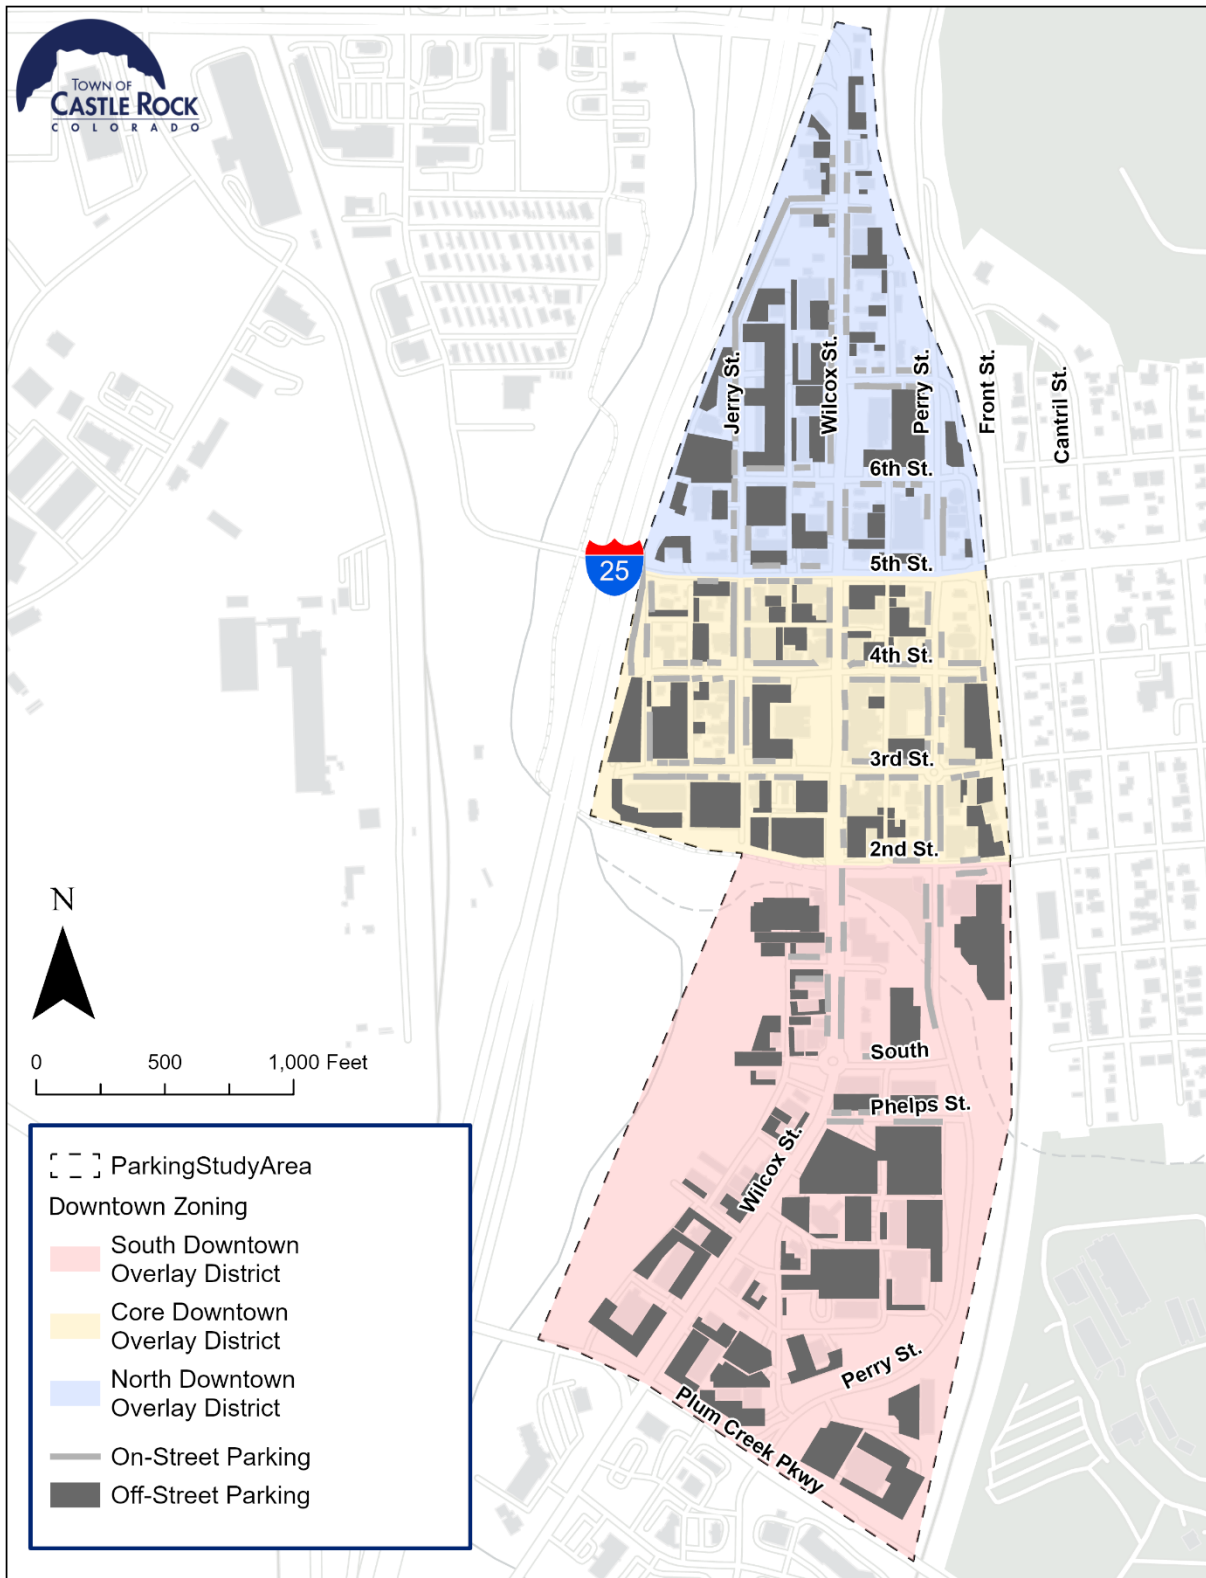 TOWN OF
CASTLE ROCK
COLORADO
Jerry St.
Wilcox St.
Perry St.
Front St.
Cantril St.
6th St.
5th St.
25
4th St.
3rd St.
2nd St.
N
0 500 1,000 Feet
South
Phelps St.
Wilcox St.
Perry St.
Plum Creek Pkwy
ParkingStudyArea
Downtown Zoning
South Downtown
Overlay District
Core Downtown
Overlay District
North Downtown
Overlay District
On-Street Parking
Off-Street Parking